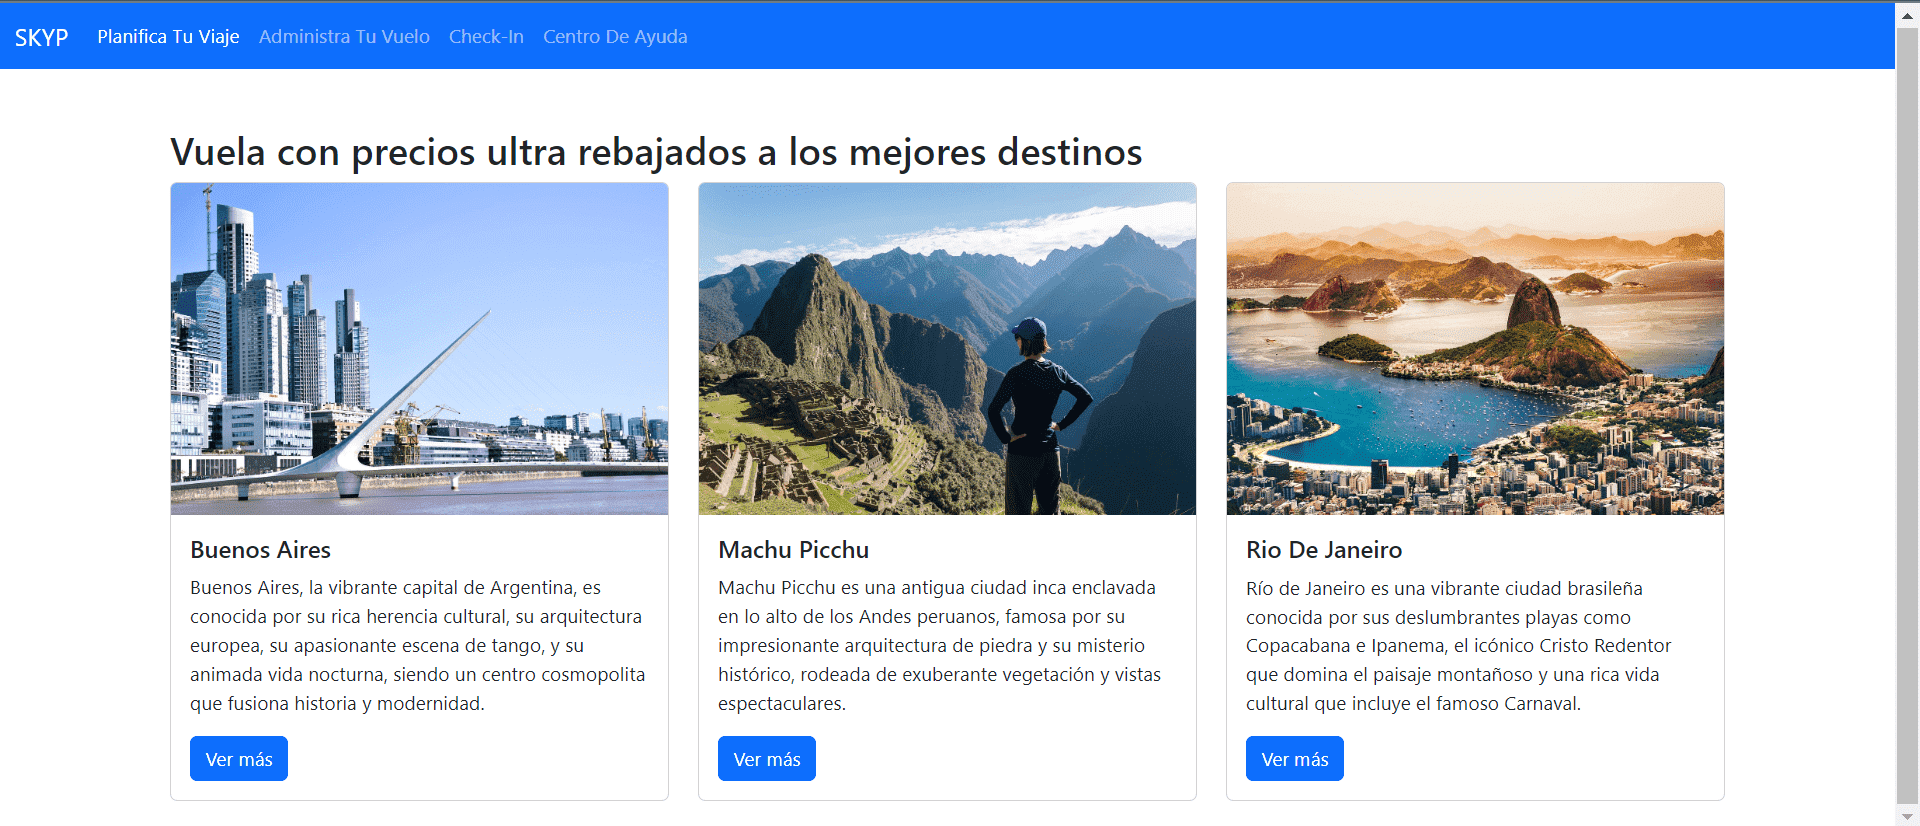 SKYP Planifica Tu Viaje Administra Tu Vuelo Check-In Centro De Ayuda
Vuela con precios ultra rebajados a los mejores destinos
Buenos Aires
Buenos Aires, la vibrante capital de Argentina, es
conocida por su rica herencia cultural, su arquitectura
europea, su apasionante escena de tango, y su
animada vida nocturna, siendo un centro cosmopolita
que fusiona historia y modernidad.
Ver más
Machu Picchu
Machu Picchu es una antigua ciudad inca enclavada
en lo alto de los Andes peruanos, famosa por su
impresionante arquitectura de piedra y su misterio
histórico, rodeada de exuberante vegetación y vistas
espectaculares.
Ver más
Rio De Janeiro
Río de Janeiro es una vibrante ciudad brasileña
conocida por sus deslumbrantes playas como
Copacabana e Ipanema, el icónico Cristo Redentor
que domina el paisaje montañoso y una rica vida
cultural que incluye el famoso Carnaval.
Ver más